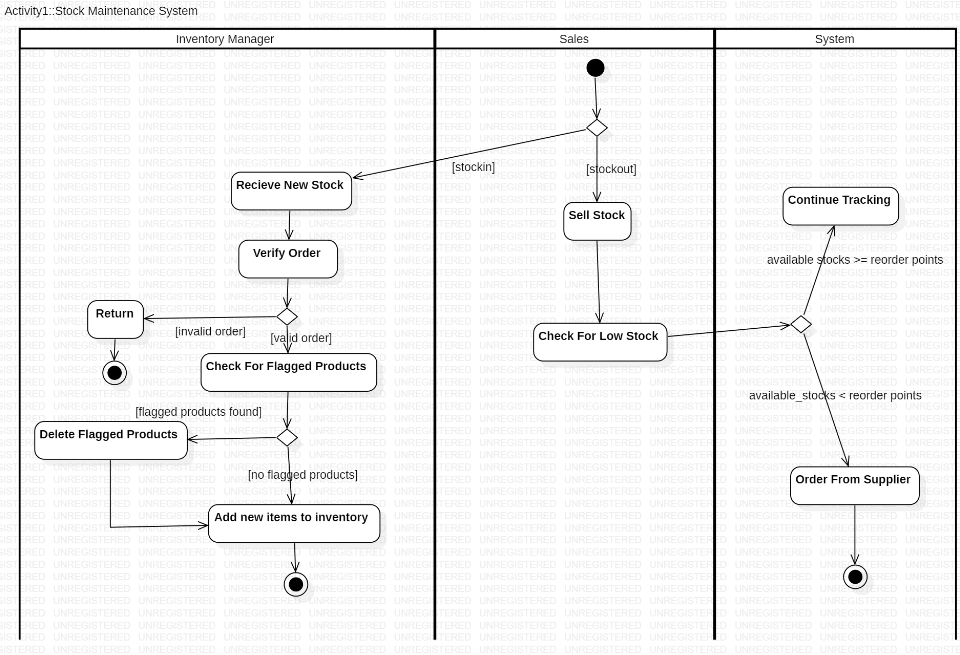 Activity1::Stock Maintenance System
Inventory Manager
Sales
System
[stockin]
[stockout]
Recieve New Stock
Continue Tracking
Sell Stock
Verify Order
available stocks >= reorder points
Return
[invalid order]
[valid order]
Check For Low Stock
Check For Flagged Products
available_stocks < reorder points
[flagged products found]
Delete Flagged Products
[no flagged products]
Order From Supplier
Add new items to inventory
UNREGISTERED